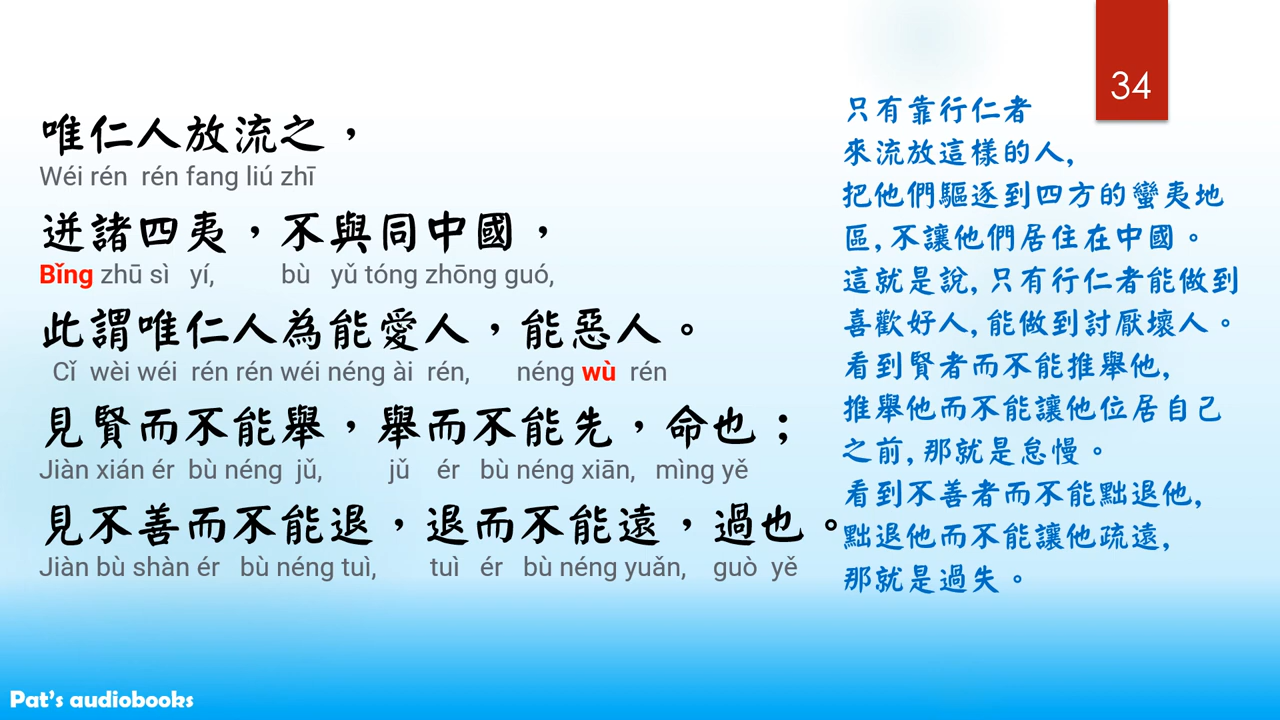 34
唯仁人放流之，
Wéi rén rén fang liú zhī
迸諸四夷，不與同中國，
Bǐng zhū sì yí, bù yǔ tóng zhōng guó,
此謂唯仁人為能愛人，能惡人。
Cǐ wèi wéi rén rén wéi néng ài rén, néng wù rén
見賢而不能舉，舉而不能先，命也；
Jiàn xián ér bù néng jǔ, jǔ ér bù néng xiān, mìng yě
見不善而不能退，退而不能遠，過也。
Jiàn bù shàn ér bù néng tuì, tuì ér bù néng yuǎn, guò yě
只有靠行仁者
來流放這樣的人,
把他們驅逐到四方的蠻夷地
區,不讓他們居住在中國。
這就是說,只有行仁者能做到
喜歡好人,能做到討厭壞人。
看到賢者而不能推舉他,
推舉他而不能讓他位居自己
之前,那就是怠慢。
看到不善者而不能黜退他,
黜退他而不能讓他疏遠,
那就是過失。
Pat's audiobooks